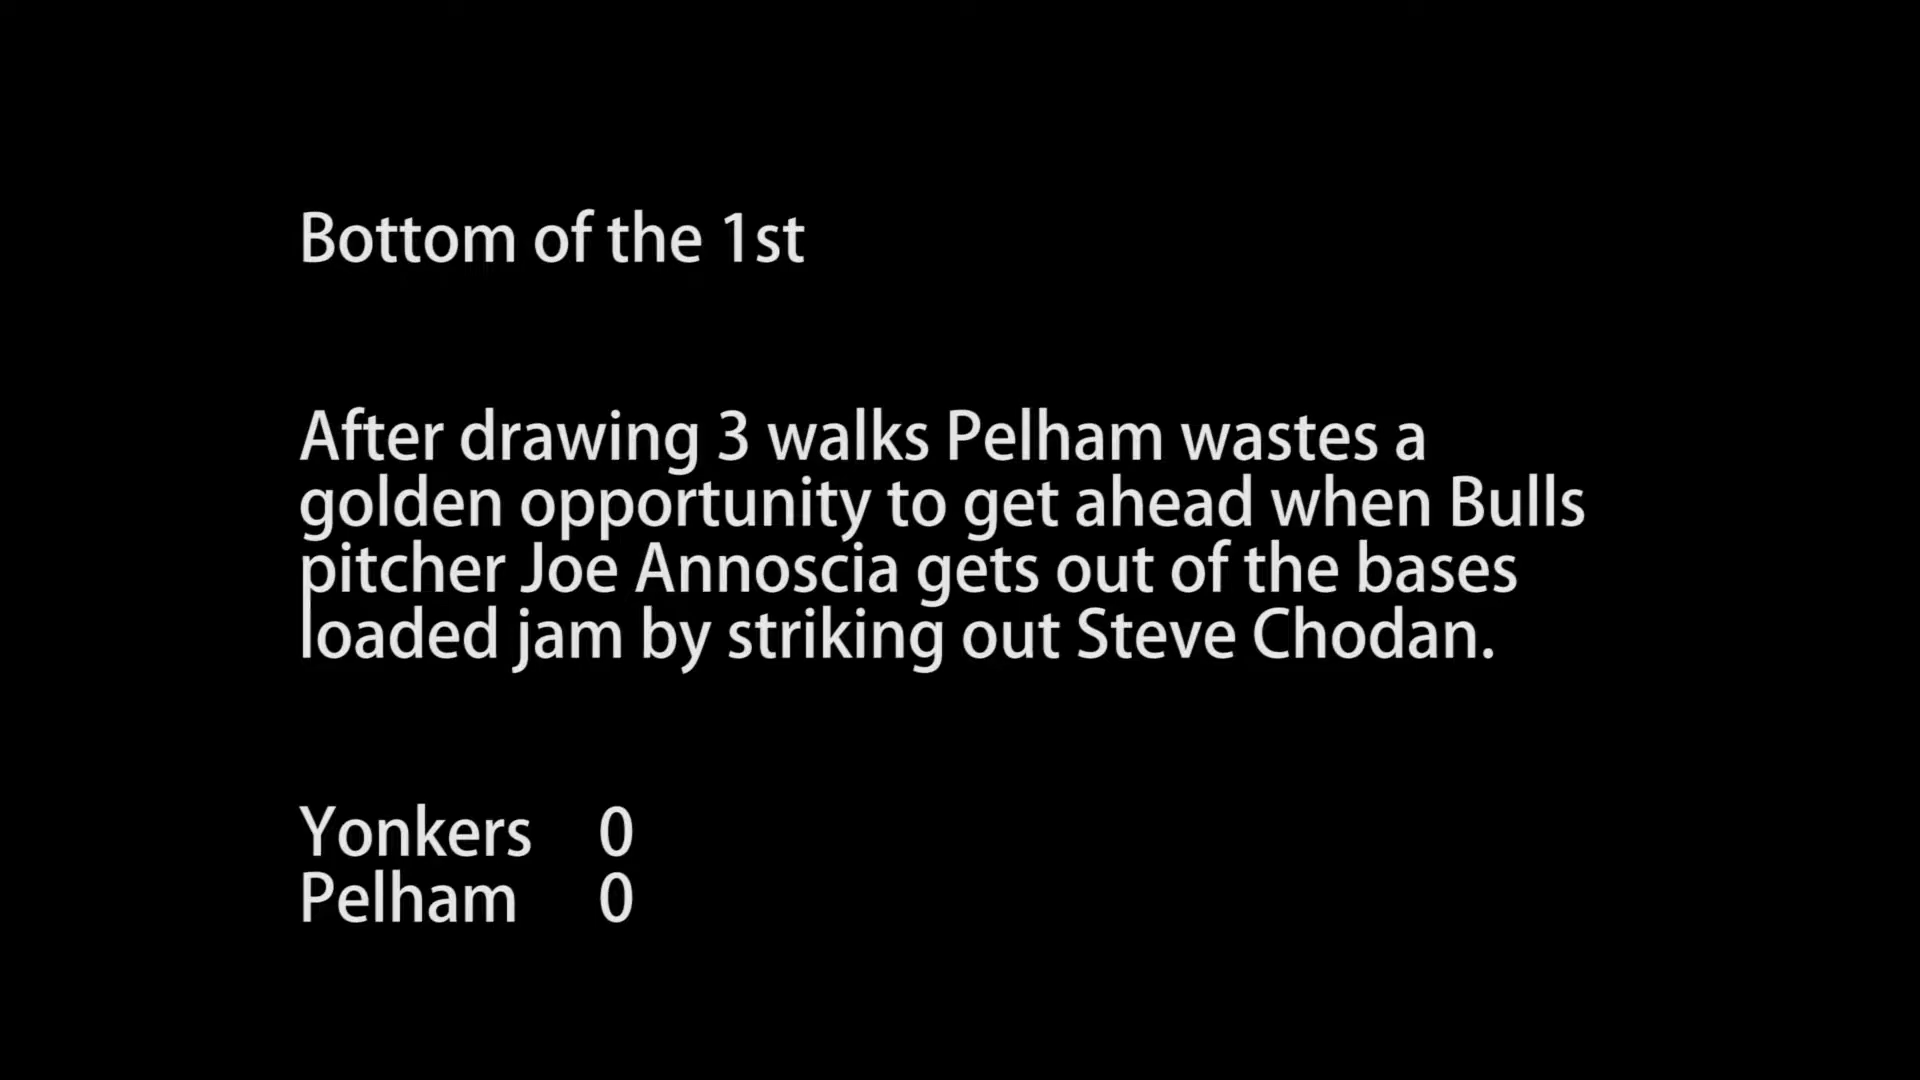 Bottom of the 1st
After drawing 3 walks Pelham wastes a
golden opportunity to get ahead when Bulls
pitcher Joe Annoscia gets out of the bases
loaded jam by striking out Steve Chodan.
Yonkers 0
Pelham 0